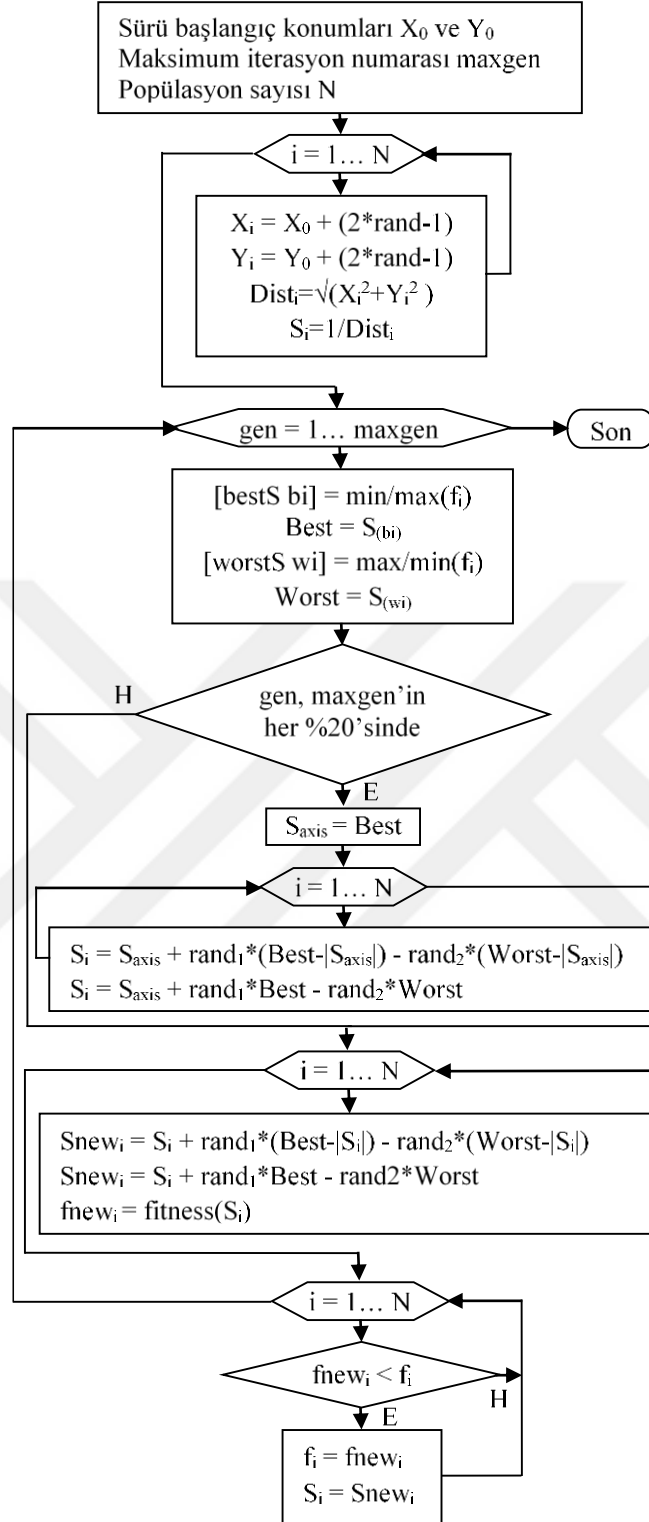 Sürü başlangıç konumları X₀ ve Y₀
Maksimum iterasyon numarası maxgen
Popülasyon sayısı N
i = 1... N
Xᵢ = X₀ + (2*rand-1)
Yᵢ = Y₀ + (2*rand-1)
Distᵢ=√(Xᵢ²+Yᵢ² )
Sᵢ=1/Distᵢ
gen = 1... maxgen
Son
[bestS bi] = min/max(fᵢ)
Best = S₍bi₎
[worstS wi] = max/min(fᵢ)
Worst = S₍wi₎
H
gen, maxgen’in
her %20’sinde
E
Sₐₓᵢₛ = Best
i = 1... N
Sᵢ = Sₐₓᵢₛ + rand₁*(Best-|Sₐₓᵢₛ|) - rand₂*(Worst-|Sₐₓᵢₛ|)
Sᵢ = Sₐₓᵢₛ + rand₁*Best - rand₂*Worst
i = 1... N
Snewᵢ = Sᵢ + rand₁*(Best-|Sᵢ|) - rand₂*(Worst-|Sᵢ|)
Snewᵢ = Sᵢ + rand₁*Best - rand2*Worst
fnewᵢ = fitness(Sᵢ)
i = 1... N
fnewᵢ < fᵢ
H
E
fᵢ = fnewᵢ
Sᵢ = Snewᵢ